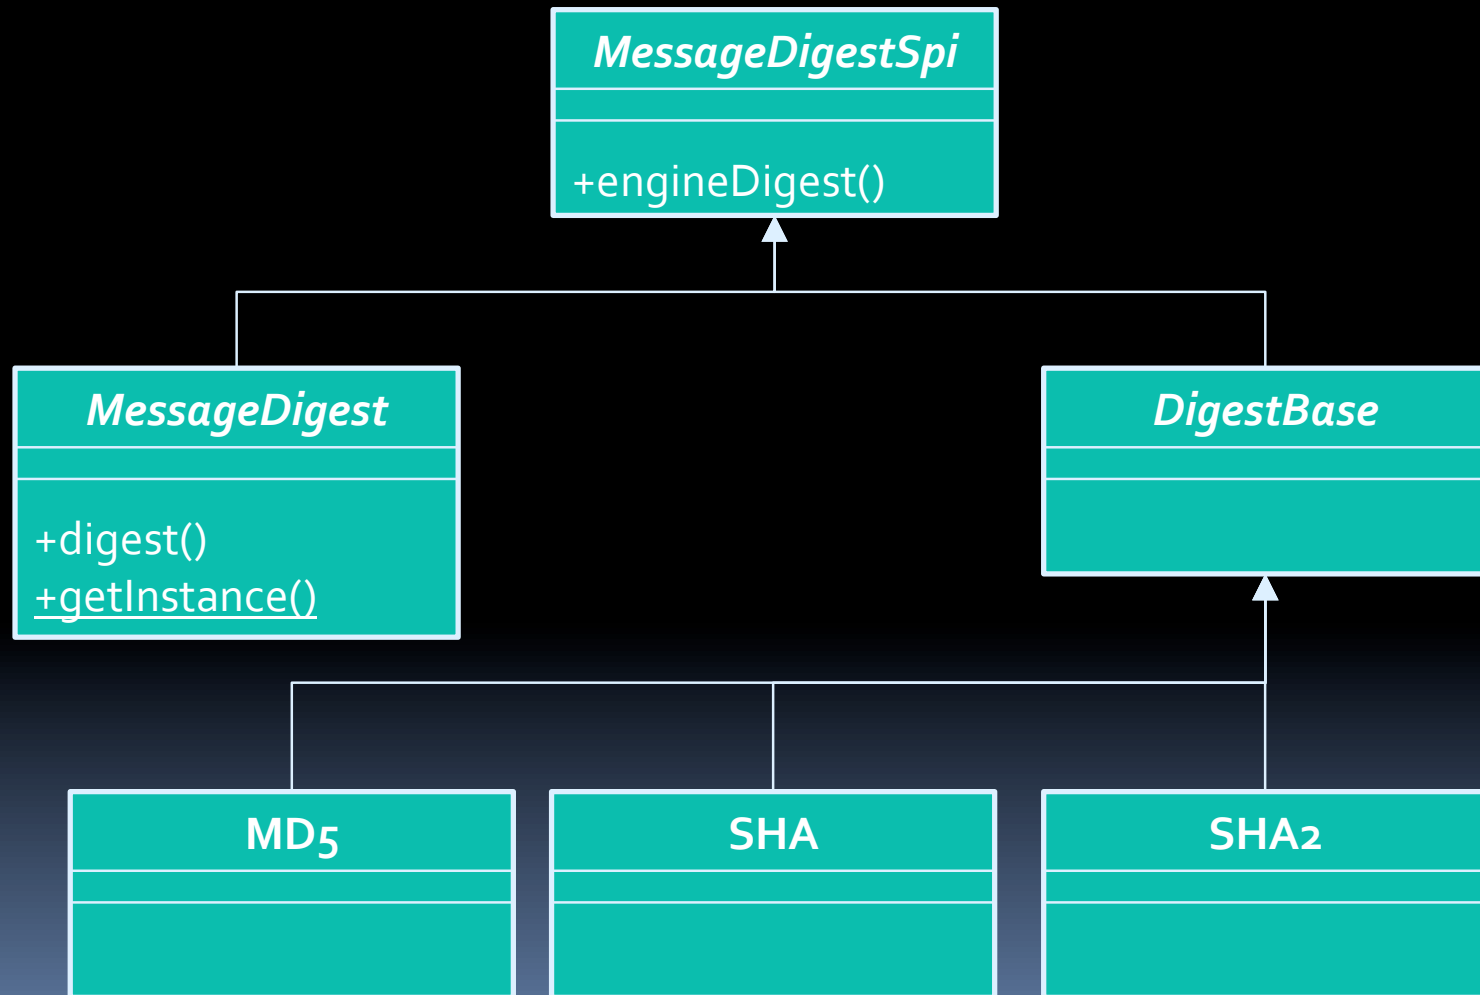 MessageDigestSpi
+engineDigest()
MessageDigest
DigestBase
+digest()
+getInstance()
MD5
SHA
SHA2